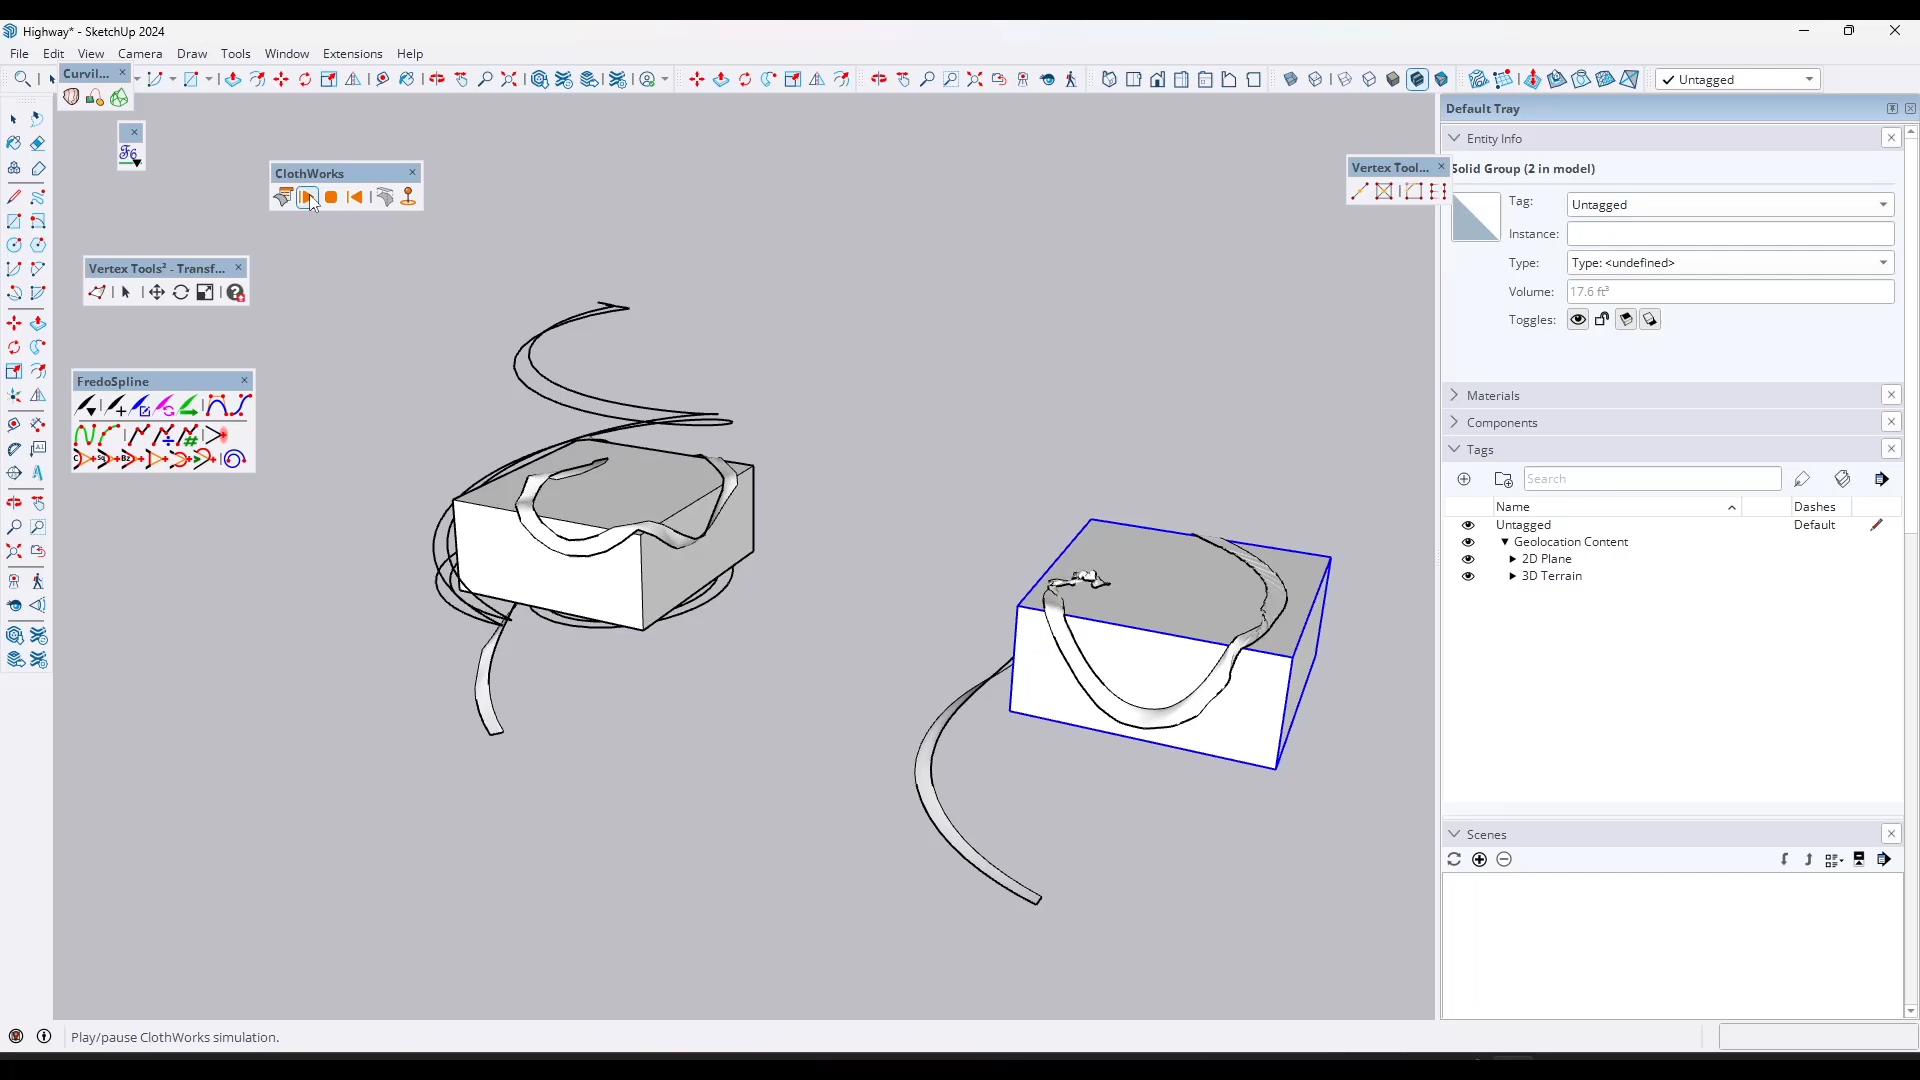 Highway* - SketchUp 2024
File Edit View Camera Draw Tools Window Extensions Help
Curvil...
Untagged
Default Tray
Entity Info
ClothWorks
Vertex Tool...
Solid Group (2 in model)
Tag: Untagged
Instance:
Type: Type: <undefined>
Vertex Tools² - Transf...
Volume: 17.6 ft³
Toggles:
FredoSpline
Materials
Components
Tags
Search
Name Dashes
Untagged Default
Geolocation Content
2D Plane
3D Terrain
Scenes
Play/pause ClothWorks simulation.